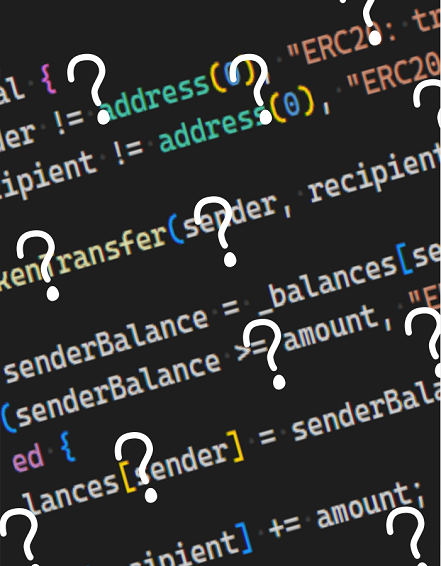 al {
der != address(0), "ERC20: tr
ipient != address(0), "ERC20
kenTransfer(sender, recipient
senderBalance = _balances[se
(senderBalance >= amount, "E
ed {
lances[sender] = senderBala
cipient] += amount;
? ? ? ? ? ? ? ? ? ? ?